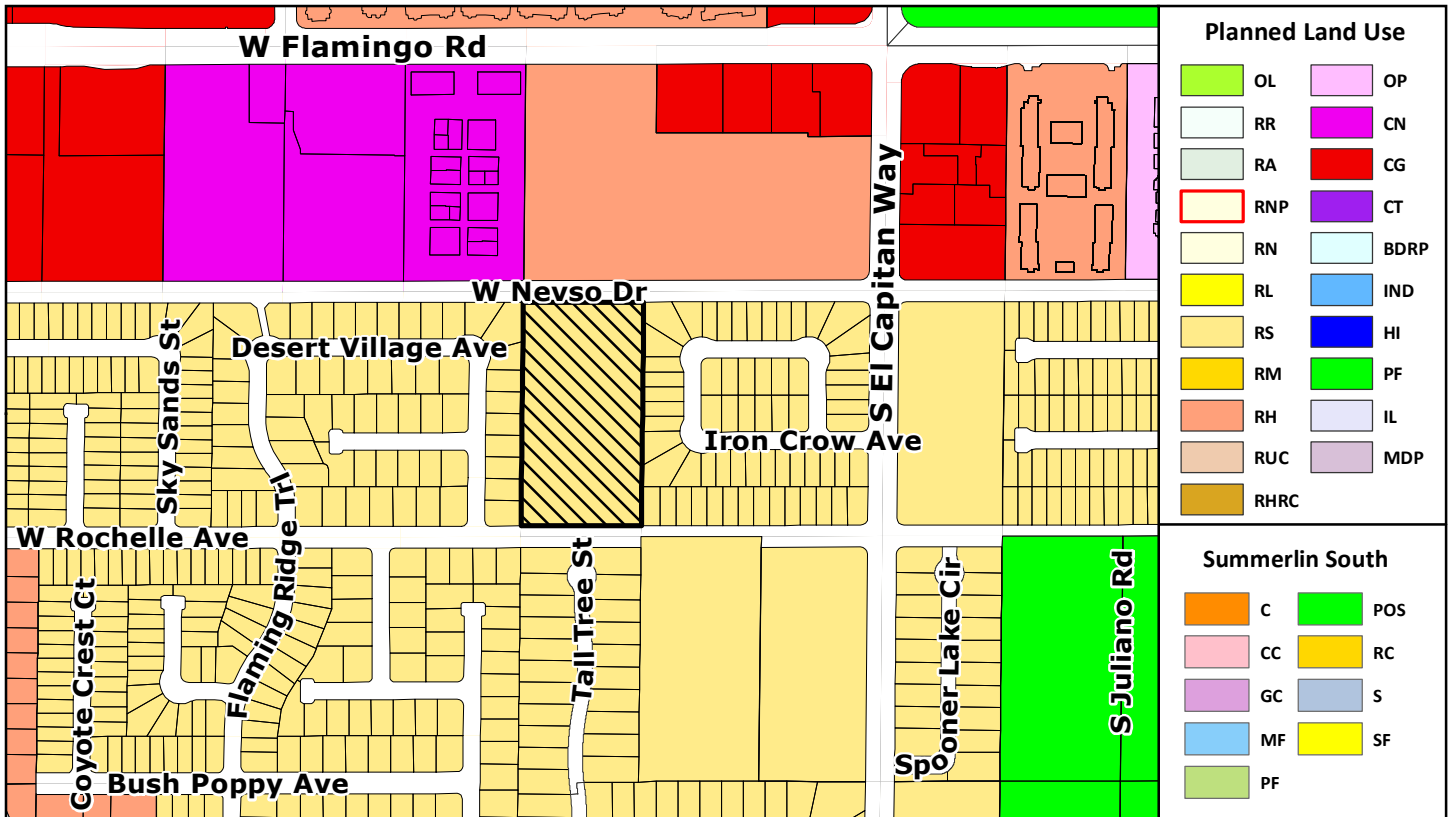 W Flamingo Rd
S El Capitan Way
W Nevso Dr
Desert Village Ave
Sky Sands St
Iron Crow Ave
W Rochelle Ave
Flaming Ridge Trl
Coyote Crest Ct
Tall Tree St
Spooner Lake Cir
S Juliano Rd
Bush Poppy Ave
Planned Land Use
OL
RR
RA
RNP
RN
RL
RS
RM
RH
RUC
RHRC
OP
CN
CG
CT
BDRP
IND
HI
PF
IL
MDP
Summerlin South
C
CC
GC
MF
PF
POS
RC
S
SF